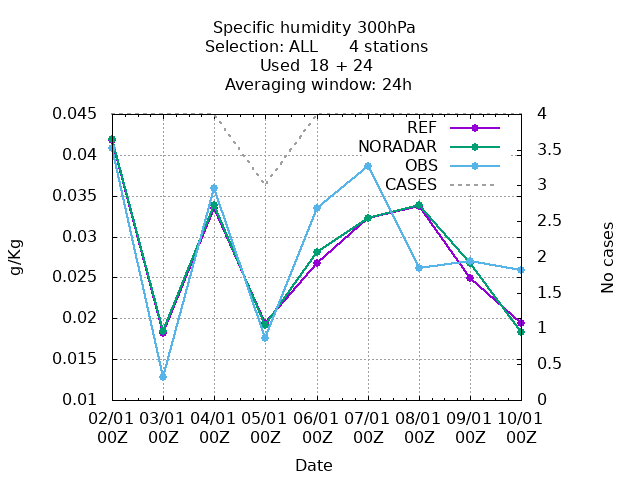 Specific humidity 300hPa
Selection: ALL      4 stations
Used  18 + 24
Averaging window: 24h
0.045
0.04
0.035
0.03
0.025
0.02
0.015
0.01
g/Kg
REF
NORADAR
OBS
CASES
4
3.5
3
2.5
2
1.5
1
0.5
0
No cases
02/01 03/01 04/01 05/01 06/01 07/01 08/01 09/01 10/01
00Z 00Z 00Z 00Z 00Z 00Z 00Z 00Z 00Z
Date